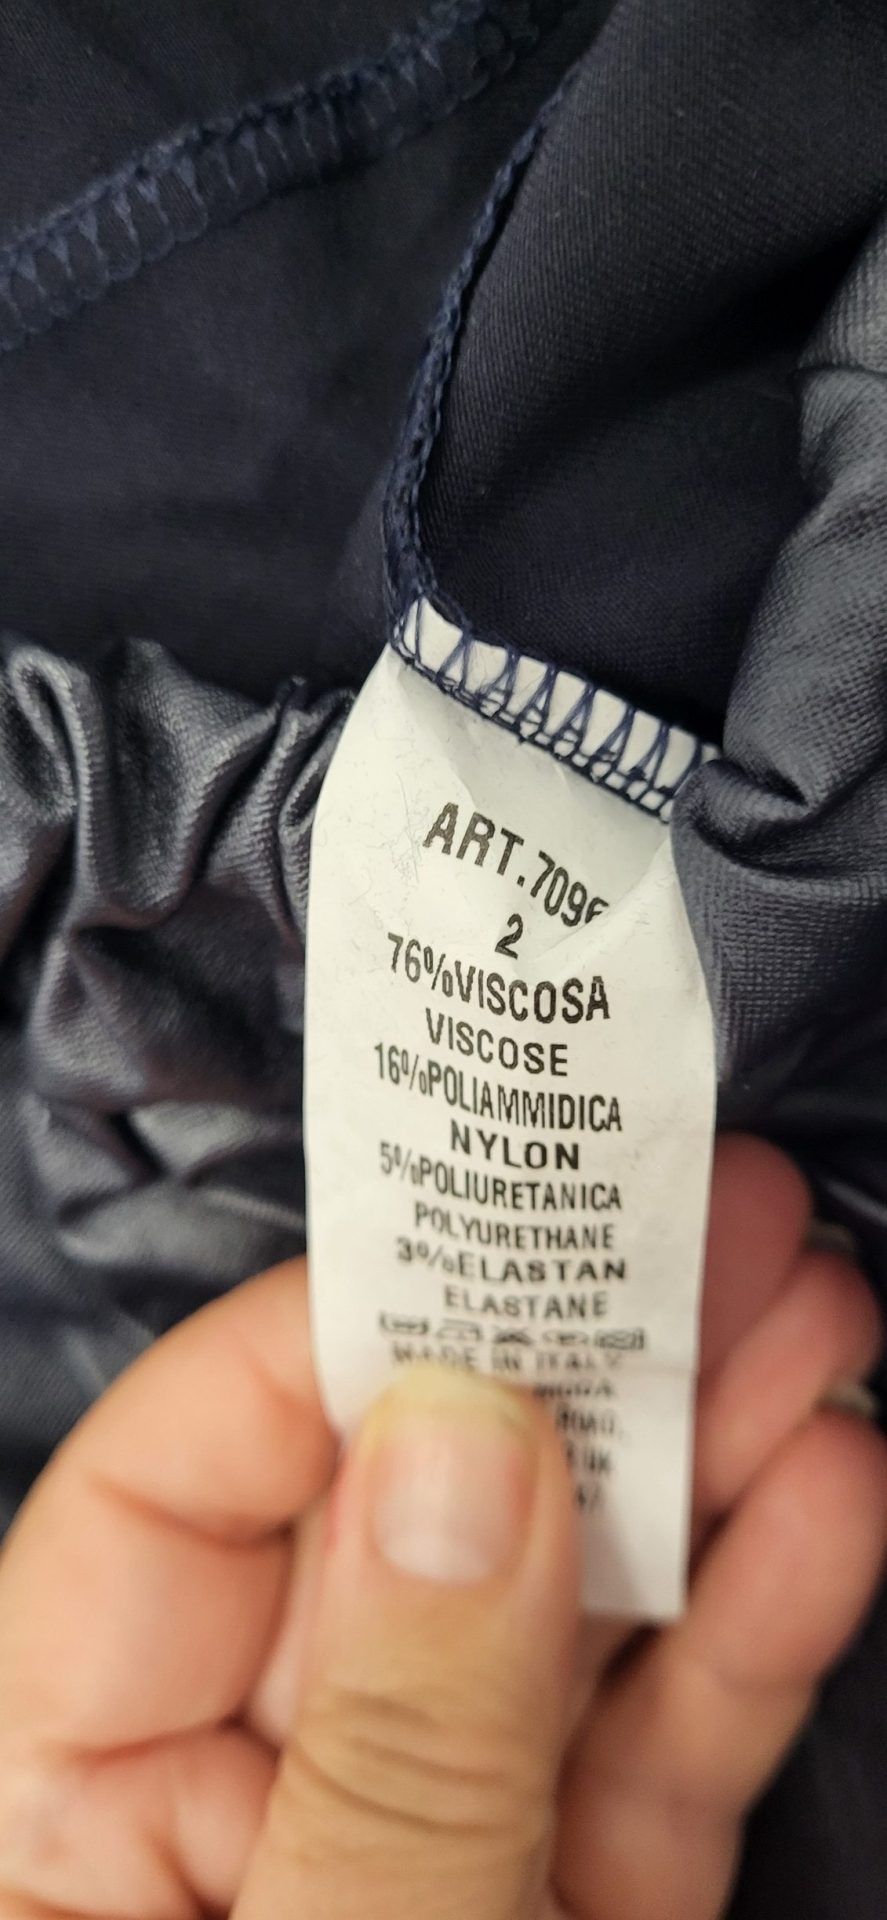 ART.709
2
76%VISCOSA
VISCOSE
16%POLIAMMIDICA
NYLON
5%POLIURETANICA
POLYURETHANE
3%ELASTAN
ELASTANE
MADE IN ITALY